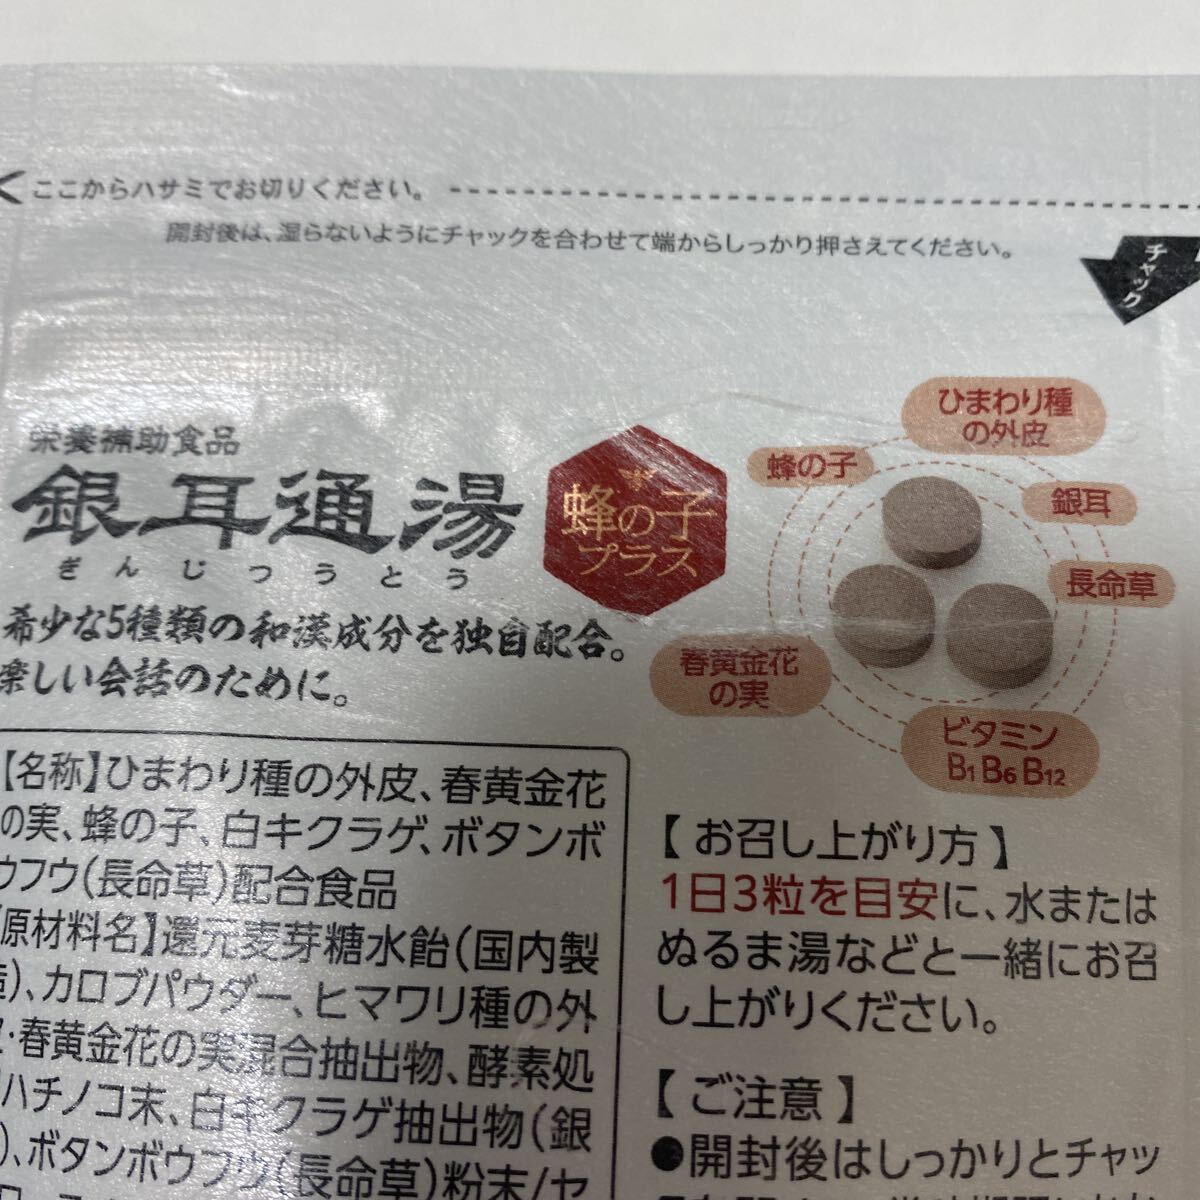 ここからハサミでお切りください。
開封後は、湿らないようにチャックを合わせて端からしっかり押さえてください。
チャック
栄養補助食品
銀耳通湯
ぎんじつうとう
蜂の子
プラス
希少な5種類の和漢成分を独自配合。
楽しい会話のために。
ひまわり種
の外皮
蜂の子
銀耳
長命草
春黄金花
の実
ビタミン
B1 B6 B12
【名称】ひまわり種の外皮、春黄金花
の実、蜂の子、白キクラゲ、ボタンボ
ウフウ(長命草)配合食品
【原材料名】還元麦芽糖水飴(国内製
造)、カロブパウダー、ヒマワリ種の外
・春黄金花の実混合抽出物、酵素処
ハチノコ末、白キクラゲ抽出物(銀
)、ボタンボウフウ(長命草)粉末/セ
【お召し上がり方】
1日3粒を目安に、水または
ぬるま湯などと一緒にお召
し上がりください。
【ご注意】
●開封後はしっかりとチャッ